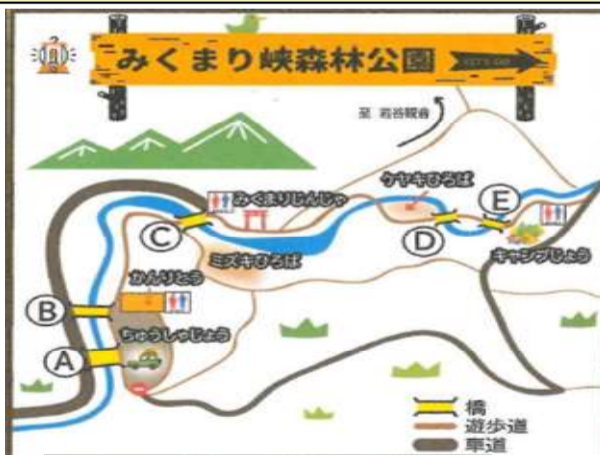 みくまり峡森林公園
LET'S GO
至 岩谷観音
ケヤキひろば
みくまりじんじゃ
E
C
D
キャンプじょう
ミズキひろば
かんりとう
B
ちゅうしゃじょう
A
橋
遊歩道
車道